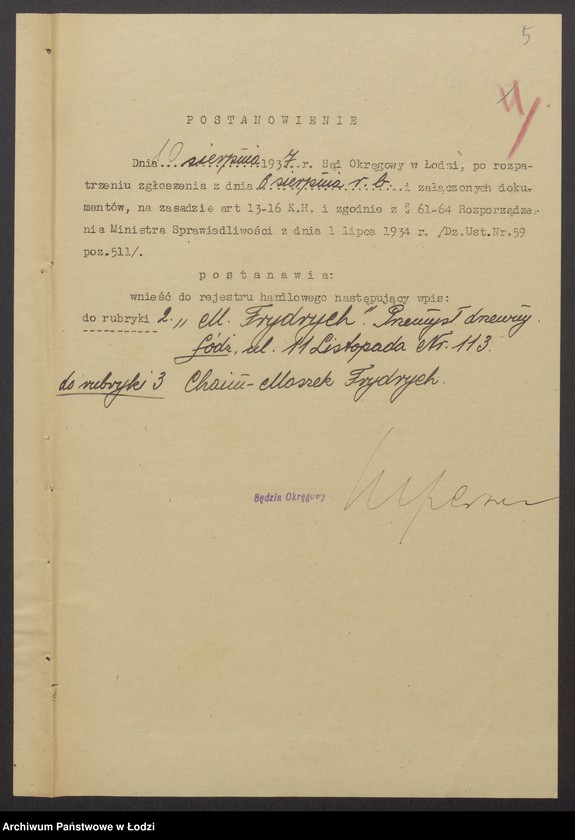 5
POSTANOWIENIE
Dnia 10 sierpnia 1937 r. Sąd Okręgowy w Łodzi, po rozpa-
trzeniu zgłoszenia z dnia 6 sierpnia r. b. i załączonych doku-
mentów, na zasadzie art 13-16 K.H. i zgodnie z §§ 61-64 Rozporządze-
nia Ministra Sprawiedliwości z dnia 1 lipca 1934 r. /Dz.Ust.Nr.59
poz.511/.
postanawia:
wnieść do rejestru handlowego następujący wpis:
do rubryki 2. „M. Frydrych". Przemysł drzewny.
Łódź, ul. 11 Listopada Nr. 113.
do rubryki 3 Chaim-Moszek Frydrych.
Sędzia Okręgowy
Archiwum Państwowe w Łodzi